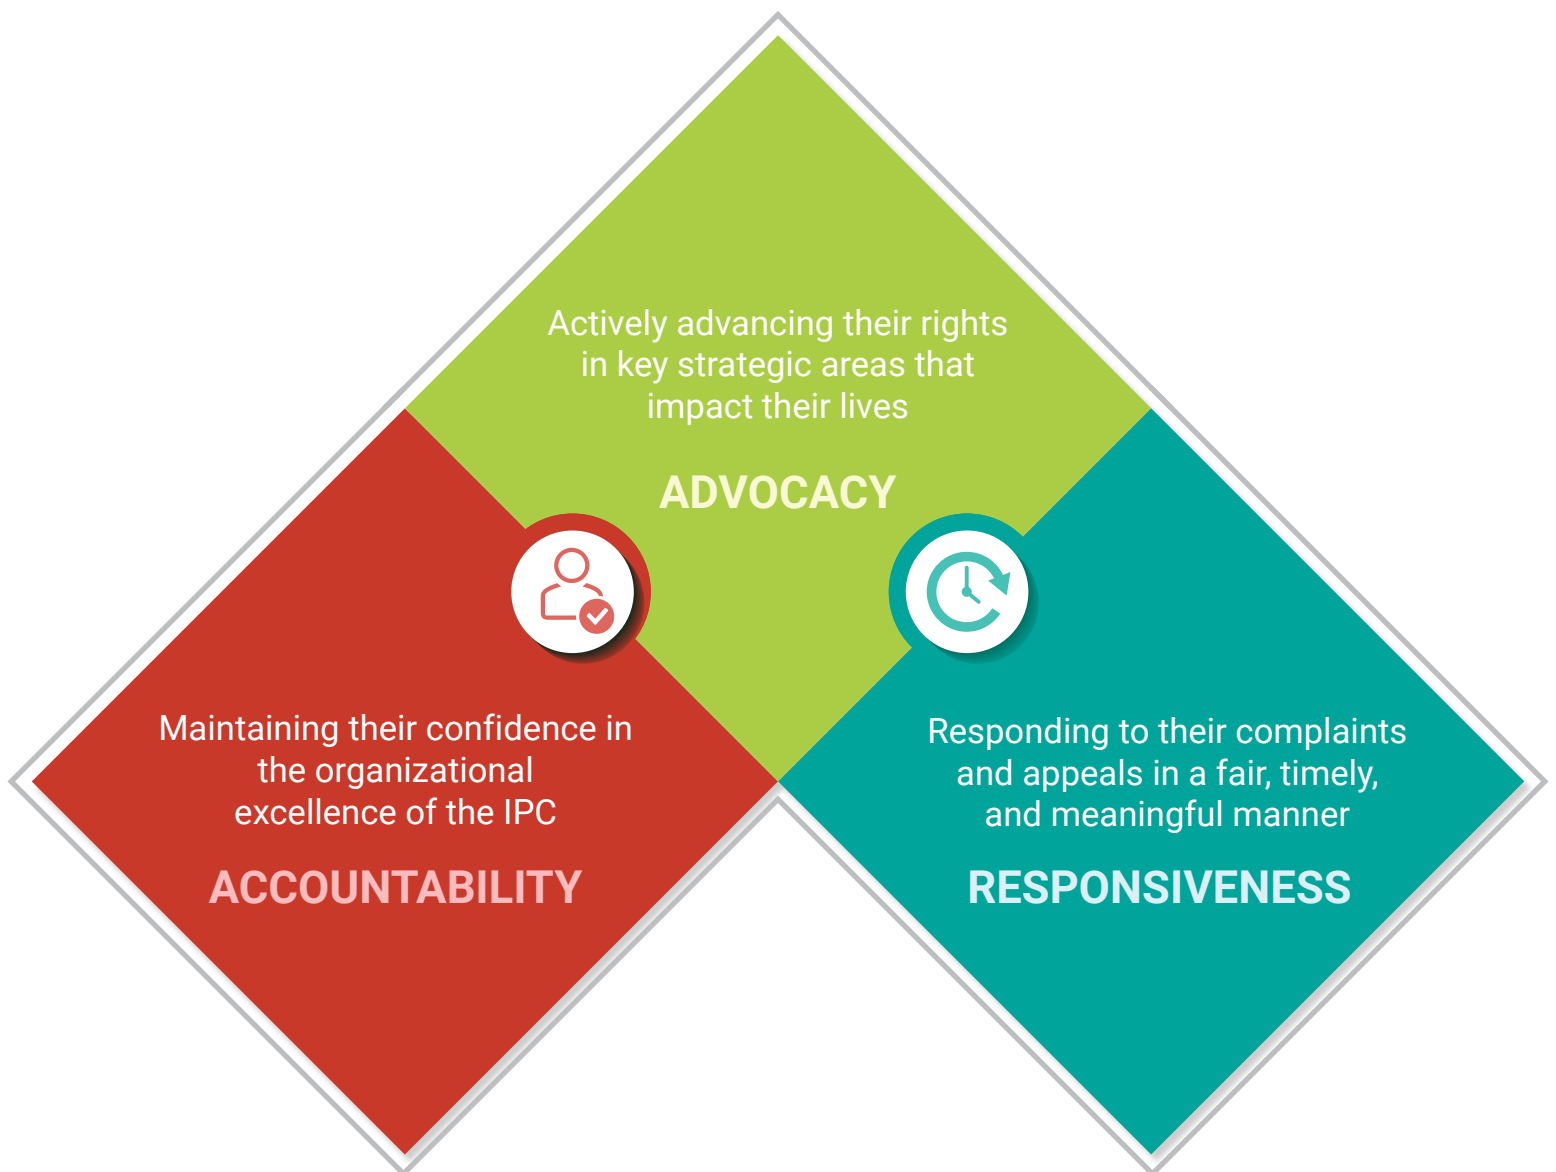 Actively advancing their rights
in key strategic areas that
impact their lives
ADVOCACY
Maintaining their confidence in
the organizational
excellence of the IPC
ACCOUNTABILITY
Responding to their complaints
and appeals in a fair, timely,
and meaningful manner
RESPONSIVENESS